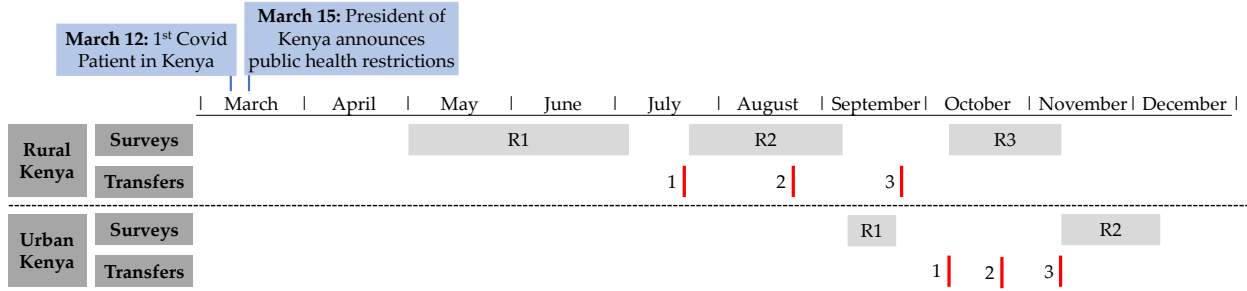 March 12: 1st Covid
Patient in Kenya
March 15: President of
Kenya announces
public health restrictions
| March | April | May | June | July | August | September | October | November | December |
Rural
Kenya
Surveys
R1 R2 R3
Transfers
1 2 3
Urban
Kenya
Surveys
R1 R2
Transfers
1 2 3